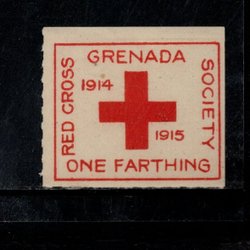 GRENADA
RED CROSS
SOCIETY
1914
1915
ONE FARTHING